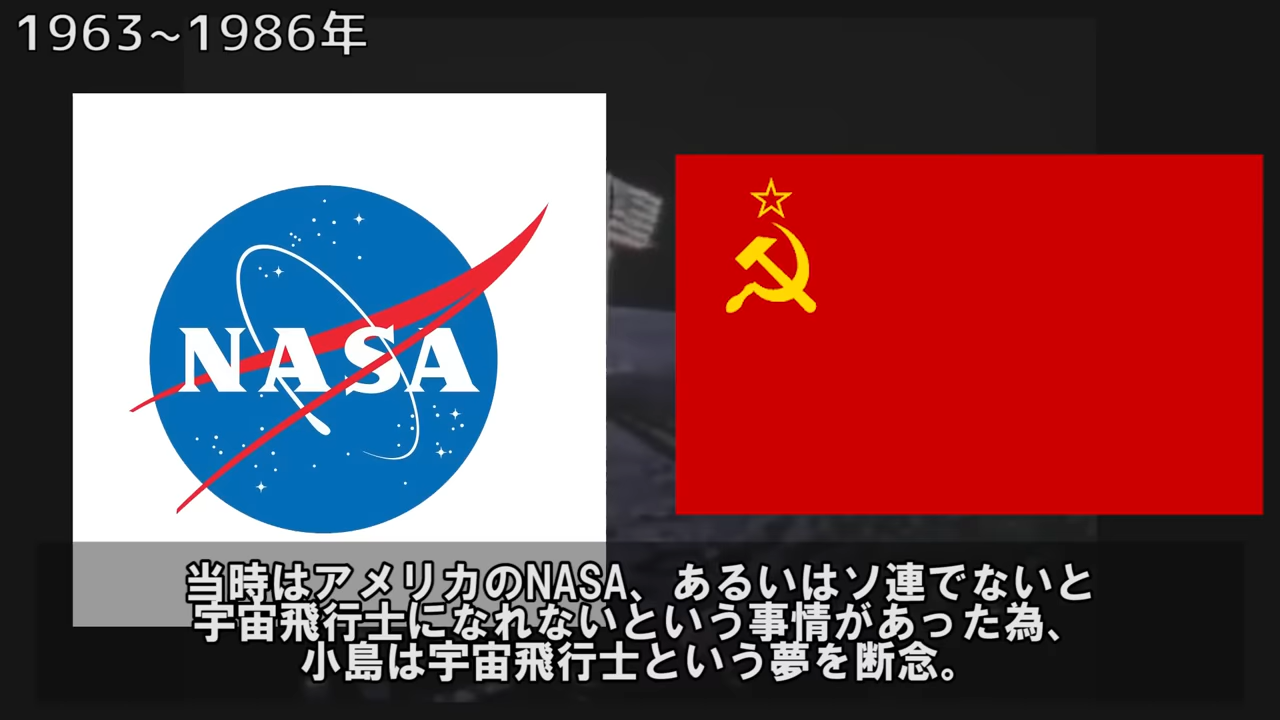 1963~1986年
NASA
当時はアメリカのNASA、あるいはソ連でないと
宇宙飛行士になれないという事情があった為、
小島は宇宙飛行士という夢を断念。